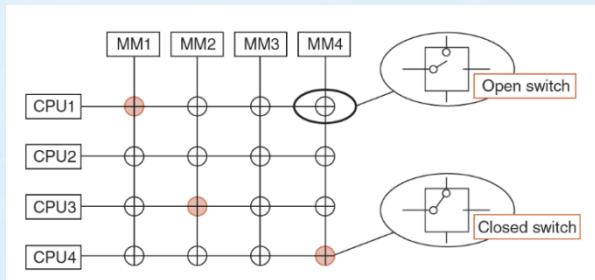 MM1 MM2 MM3 MM4
CPU1
Open switch
CPU2
CPU3
Closed switch
CPU4